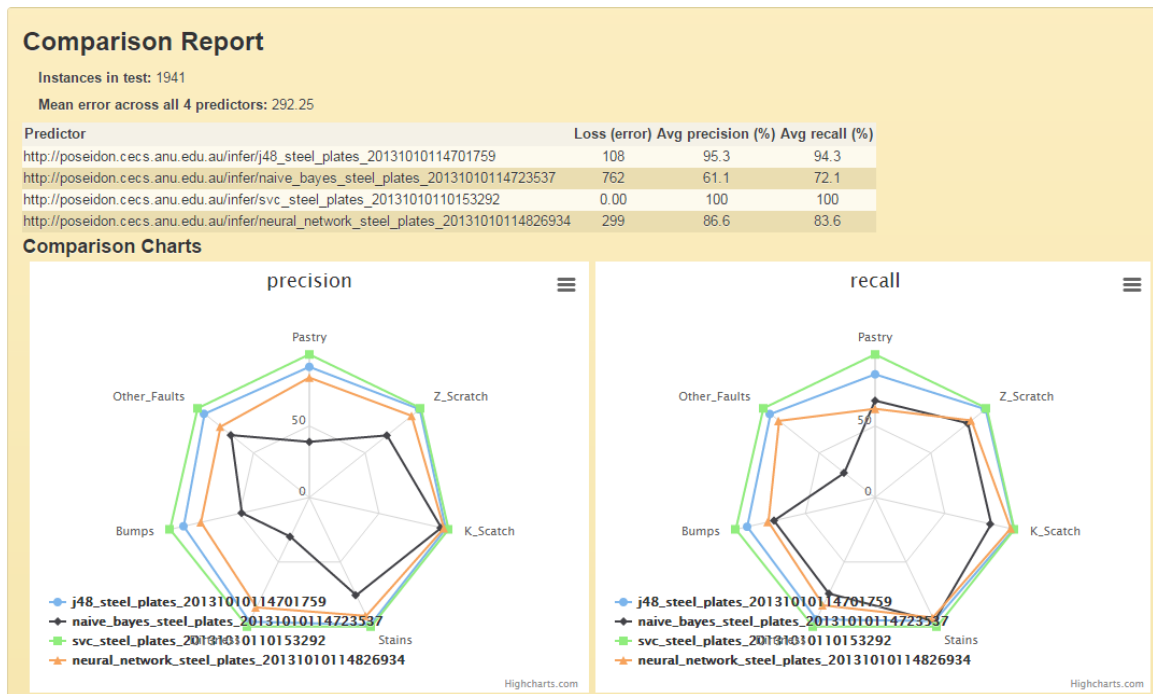 Comparison Report
Instances in test: 1941
Mean error across all 4 predictors: 292.25
Predictor Loss (error) Avg precision (%) Avg recall (%)
http://poseidon.cecs.anu.edu.au/infer/j48_steel_plates_20131010114701759 108 95.3 94.3
http://poseidon.cecs.anu.edu.au/infer/naive_bayes_steel_plates_20131010114723537 762 61.1 72.1
http://poseidon.cecs.anu.edu.au/infer/svc_steel_plates_20131010110153292 0.00 100 100
http://poseidon.cecs.anu.edu.au/infer/neural_network_steel_plates_20131010114826934 299 86.6 83.6
Comparison Charts
precision
Pastry
Other_Faults
Z_Scratch
50
0
Bumps
K_Scatch
Stains
j48_steel_plates_20131010114701759
naive_bayes_steel_plates_20131010114723537
svc_steel_plates_20131010110153292
neural_network_steel_plates_20131010114826934
Highcharts.com
recall
Pastry
Other_Faults
Z_Scratch
50
0
Bumps
K_Scatch
Stains
j48_steel_plates_20131010114701759
naive_bayes_steel_plates_20131010114723537
svc_steel_plates_20131010110153292
neural_network_steel_plates_20131010114826934
Highcharts.com